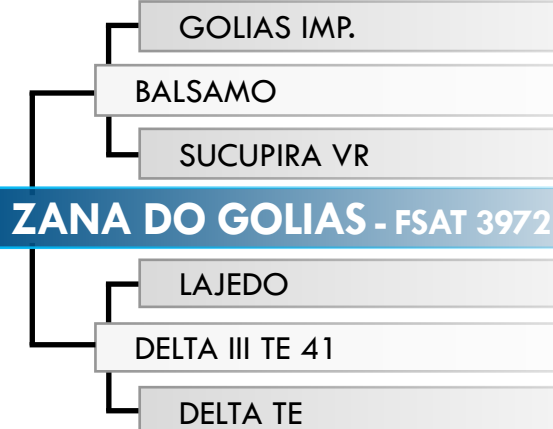 GOLIAS IMP.
BALSAMO
SUCUPIRA VR
ZANA DO GOLIAS - FSAT 3972
LAJEDO
DELTA III TE 41
DELTA TE